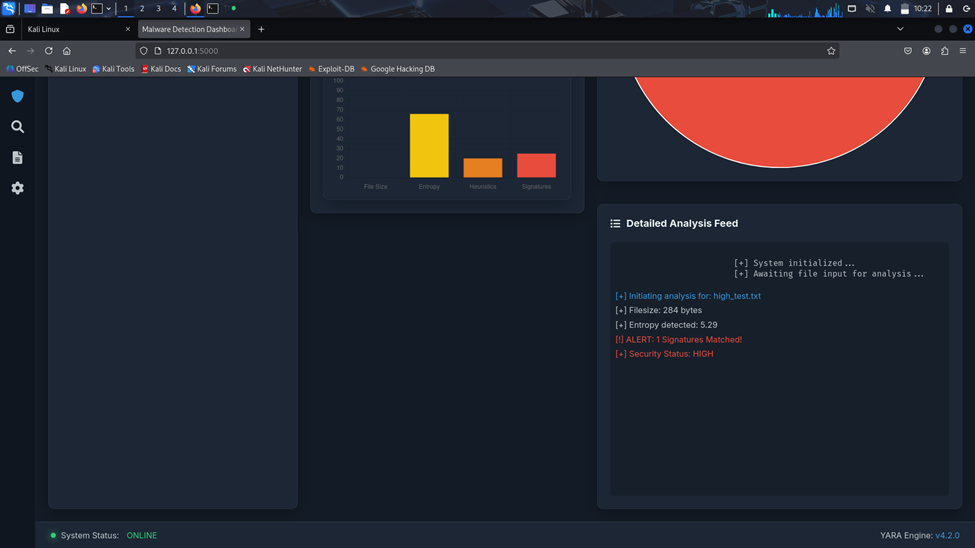 1 2 3 4
10:22
Kali Linux
Malware Detection Dashboar
127.0.0.1:5000
OffSec Kali Linux Kali Tools Kali Docs Kali Forums Kali NetHunter Exploit-DB Google Hacking DB
100
90
80
70
60
50
40
30
20
10
0
File Size Entropy Heuristics Signatures
Detailed Analysis Feed
[+] System initialized...
[+] Awaiting file input for analysis...
[+] Initiating analysis for: high_test.txt
[+] Filesize: 284 bytes
[+] Entropy detected: 5.29
[!] ALERT: 1 Signatures Matched!
[+] Security Status: HIGH
System Status: ONLINE
YARA Engine: v4.2.0